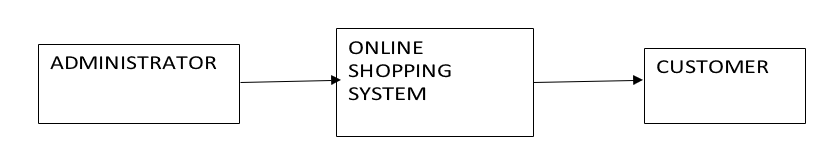 ADMINISTRATOR
ONLINE
SHOPPING
SYSTEM
CUSTOMER